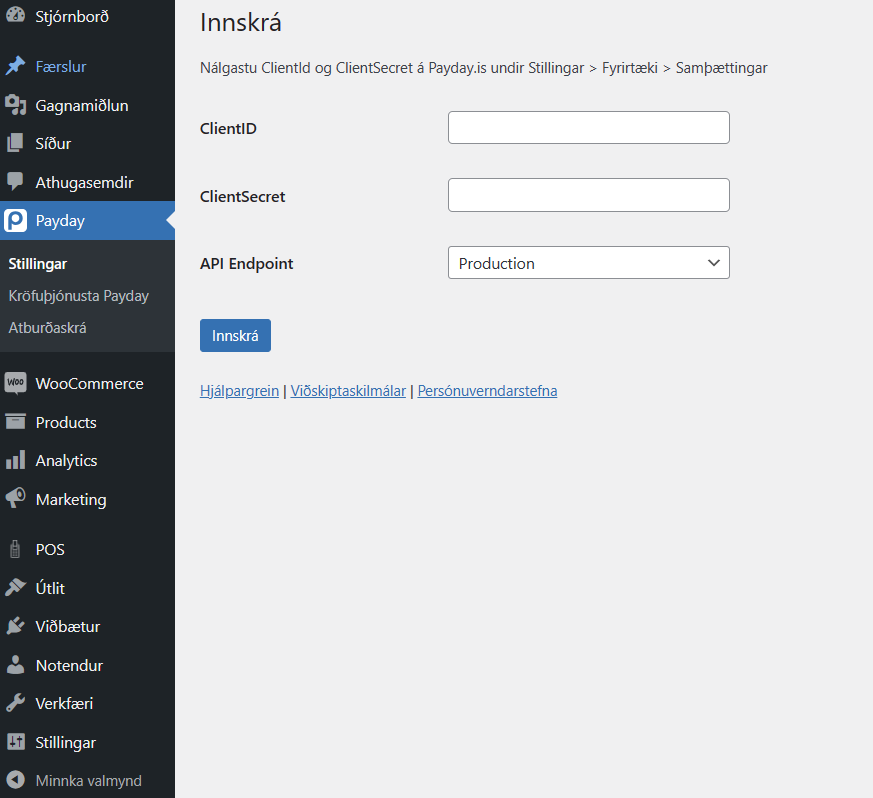 Stjórnborð
Færslur
Gagnamiðlun
Síður
Athugasemdir
Payday
Stillingar
Kröfuþjónusta Payday
Atburðaskrá
Woo WooCommerce
Products
Analytics
Marketing
POS
Útlit
Viðbætur
Notendur
Verkfæri
Stillingar
Minnka valmynd
Innskrá
Nálgastu ClientId og ClientSecret á Payday.is undir Stillingar > Fyrirtæki > Samþættingar
ClientID
ClientSecret
API Endpoint Production
Innskrá
Hjálpargrein | Viðskiptaskilmálar | Persónuverndarstefna